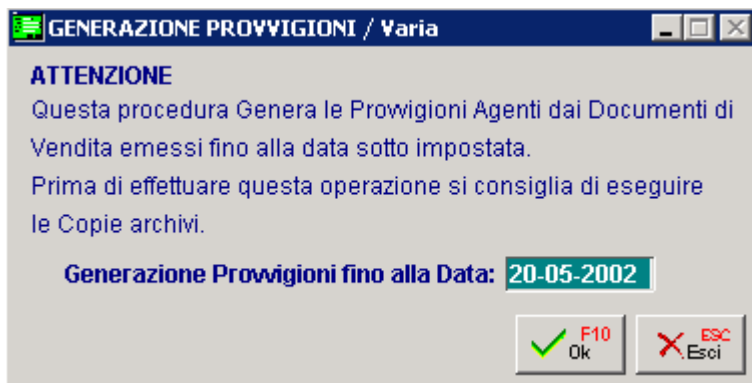 GENERAZIONE PROVVIGIONI / Varia
ATTENZIONE
Questa procedura Genera le Provvigioni Agenti dai Documenti di
Vendita emessi fino alla data sotto impostata.
Prima di effettuare questa operazione si consiglia di eseguire
le Copie archivi.
Generazione Provvigioni fino alla Data: 20-05-2002
F10
Ok
ESC
Esci